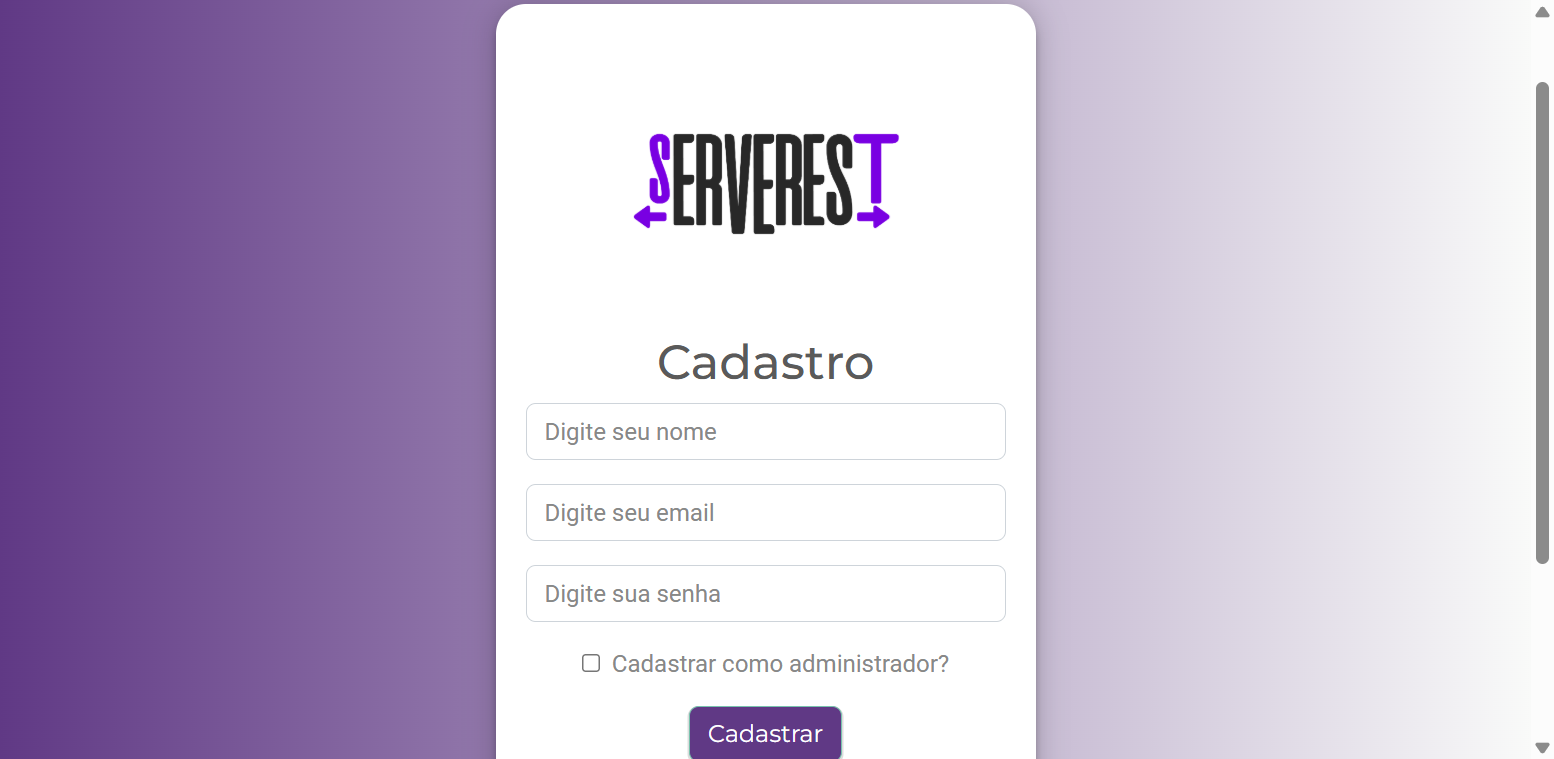 SERVEREST
Cadastro
Digite seu nome
Digite seu email
Digite sua senha
Cadastrar como administrador?
Cadastrar